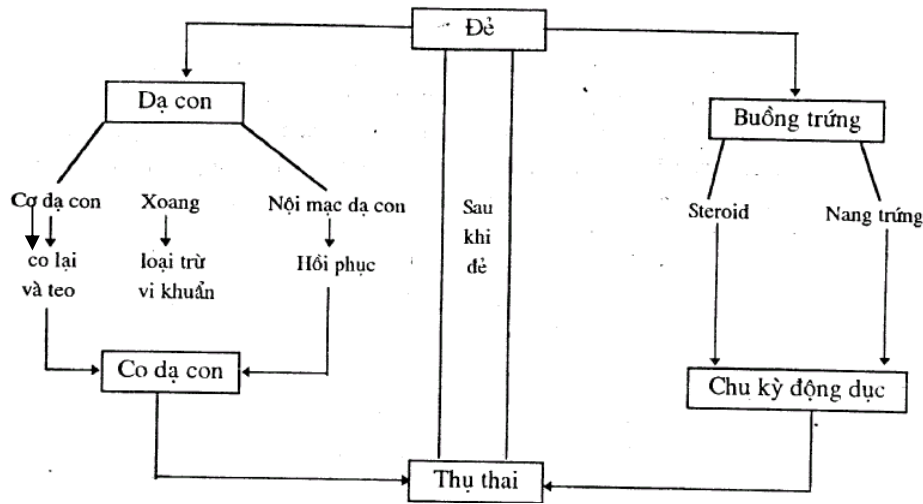 Đẻ
Dạ con
Buồng trứng
Cơ dạ con
Xoang
Nội mạc dạ con
Sau
khi
đẻ
Steroid
Nang trứng
co lại
và teo
loại trừ
vi khuẩn
Hồi phục
Co dạ con
Chu kỳ động dục
Thụ thai